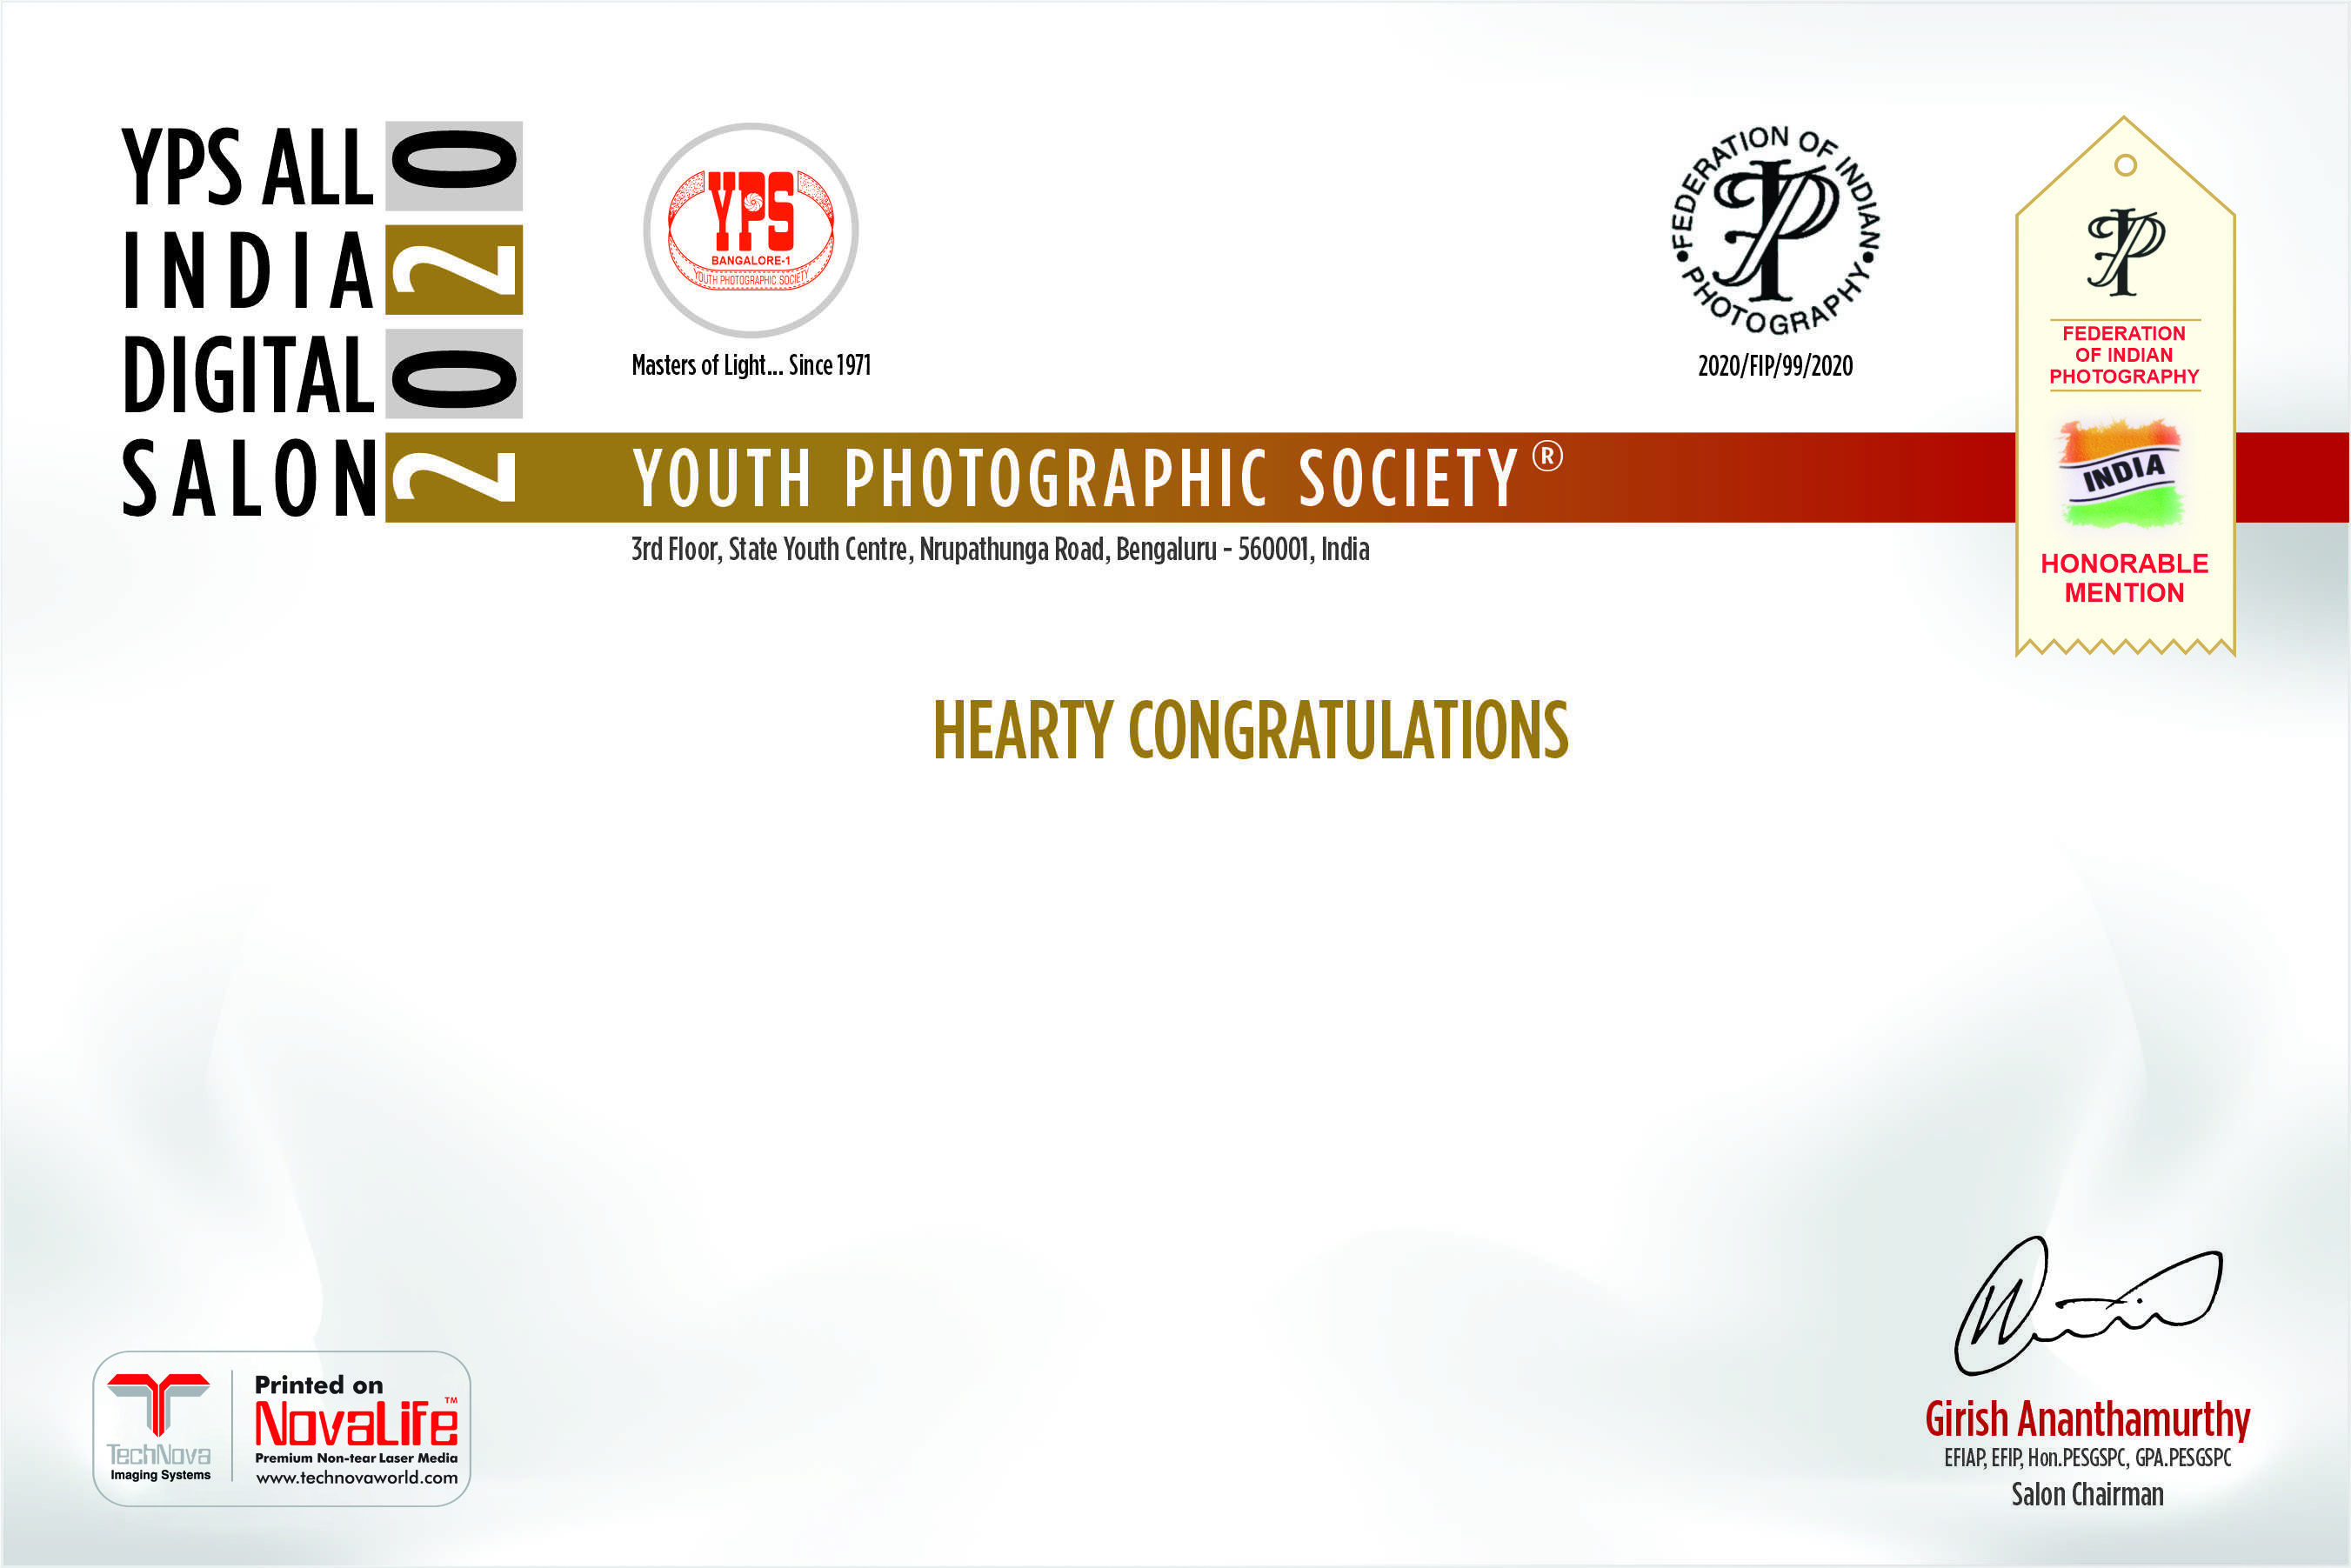 YPS ALL
INDIA
DIGITAL
SALON
2020
YPS
BANGALORE-1
YOUTH PHOTOGRAPHIC SOCIETY
Masters of Light... Since 1971
FEDERATION OF INDIAN
PHOTOGRAPHY
2020/FIP/99/2020
YOUTH PHOTOGRAPHIC SOCIETY ®
3rd Floor, State Youth Centre, Nrupathunga Road, Bengaluru - 560001, India
FEDERATION
OF INDIAN
PHOTOGRAPHY
INDIA
HONORABLE
MENTION
HEARTY CONGRATULATIONS
TechNova
Imaging Systems
Printed on
NovaLife™
Premium Non-tear Laser Media
www.technovaworld.com
Girish Ananthamurthy
EFIAP, EFIP, Hon.PESGSPC, GPA.PESGSPC
Salon Chairman